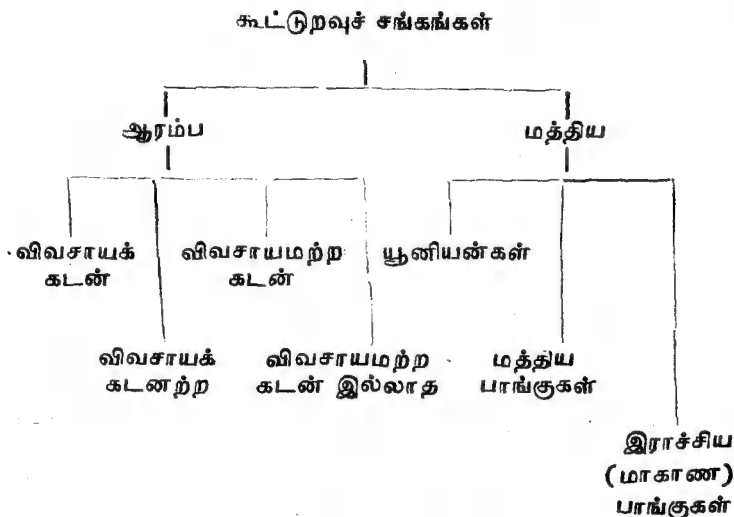 கூட்டுறவுச் சங்கங்கள்
ஆரம்ப
மத்திய
விவசாயக்
கடன்
விவசாயமற்ற
கடன்
யூனியன்கள்
விவசாயக்
கடனற்ற
விவசாயமற்ற
கடன் இல்லாத
மத்திய
பாங்குகள்
இராச்சிய
(மாகாண)
பாங்குகள்